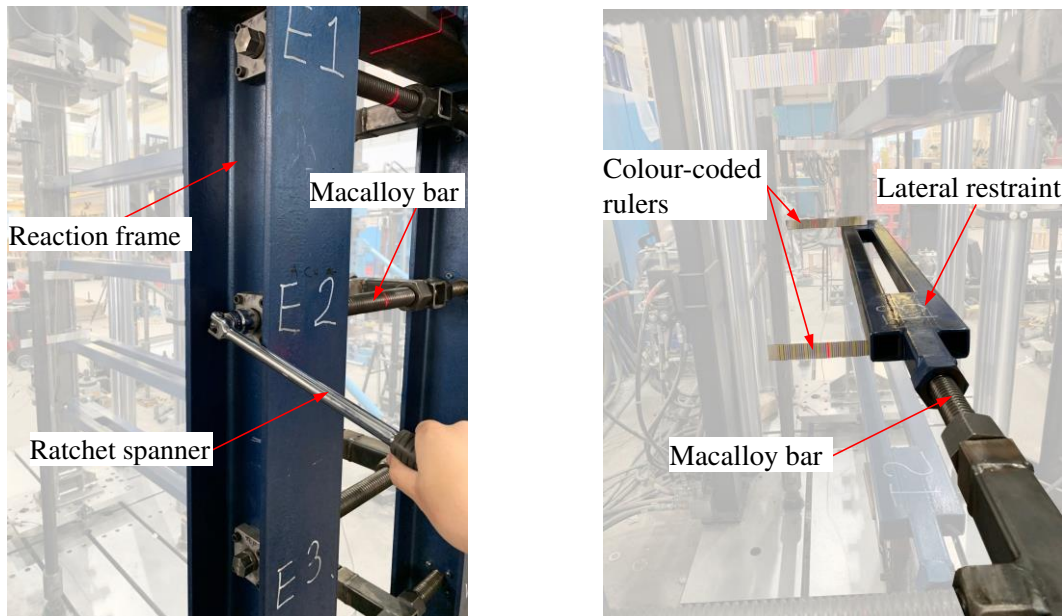 E1
Macalloy bar
Reaction frame
E2
Ratchet spanner
E3
Colour-coded
rulers
Lateral restraint
Macalloy bar